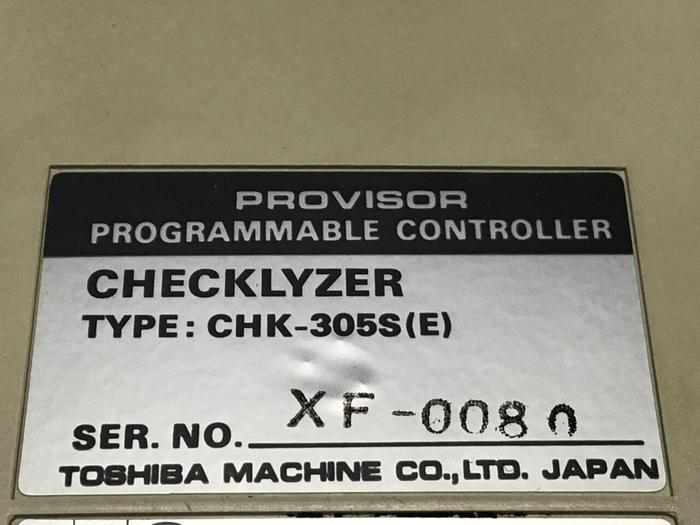 PROVISOR
PROGRAMMABLE CONTROLLER
CHECKLYZER
TYPE: CHK-305S(E)
SER. NO. XF-0080
TOSHIBA MACHINE CO.,LTD. JAPAN